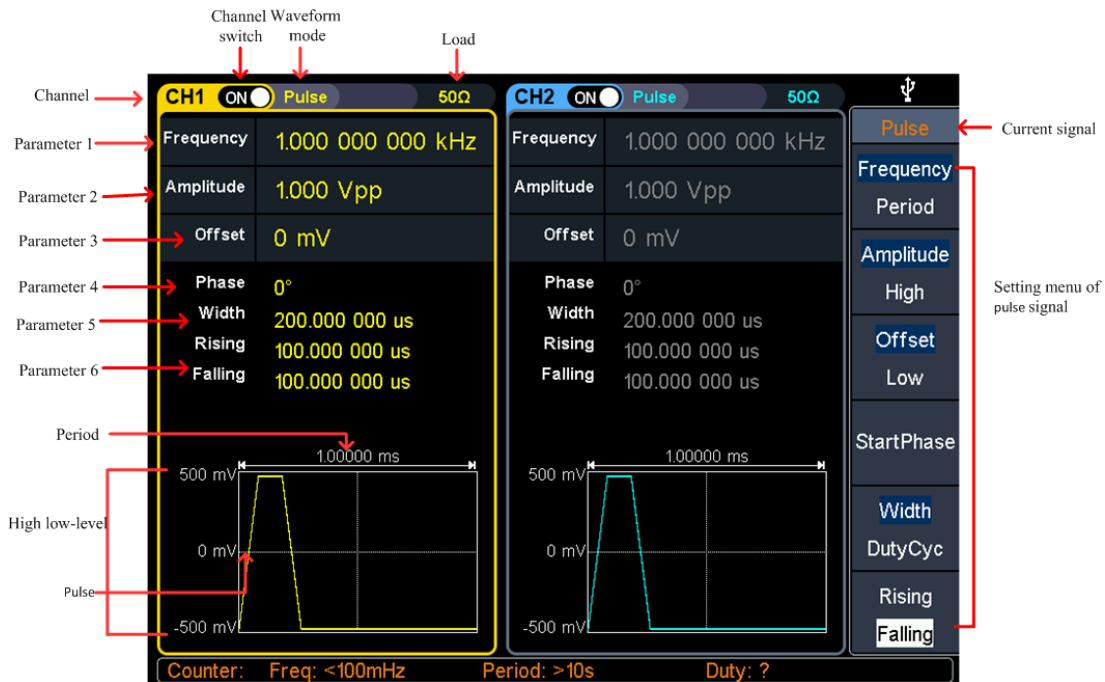 Channel switch
Waveform mode
Load
Channel
CH1 ON Pulse 50Ω
CH2 ON Pulse 50Ω
Pulse
Current signal
Parameter 1
Frequency 1.000 000 000 kHz
Frequency 1.000 000 000 kHz
Frequency
Period
Parameter 2
Amplitude 1.000 Vpp
Amplitude 1.000 Vpp
Amplitude
High
Parameter 3
Offset 0 mV
Offset 0 mV
Offset
Low
Setting menu of
pulse signal
Parameter 4
Phase 0°
Phase 0°
Parameter 5
Width 200.000 000 us
Width 200.000 000 us
Rising 100.000 000 us
Rising 100.000 000 us
Parameter 6
Falling 100.000 000 us
Falling 100.000 000 us
StartPhase
Width
DutyCyc
Rising
Falling
Period
1.00000 ms
1.00000 ms
500 mV
500 mV
High low-level
0 mV
0 mV
Pulse
-500 mV
-500 mV
Counter: Freq: <100mHz Period: >10s Duty: ?